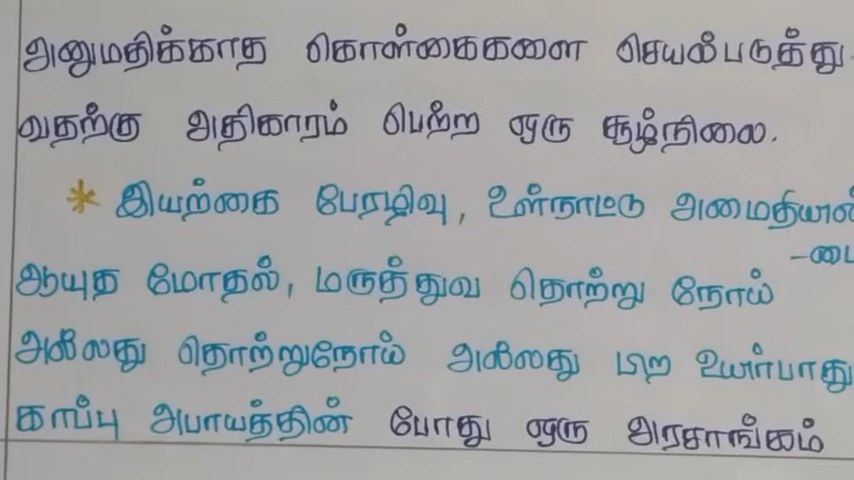 அனுமதிக்காத கொள்கைகளை செயல்படுத்து
வதற்கு அதிகாரம் பெற்ற ஒரு சூழ்நிலை.
* இயற்கை பேரழிவு, உள்நாட்டு அமைதியின்
-மை
ஆயுத மோதல், மருத்துவ தொற்று நோய்
அல்லது தொற்றுநோய் அல்லது பிற உயிர்பாது
காப்பு அபாயத்தின் போது ஒரு அரசாங்கம்